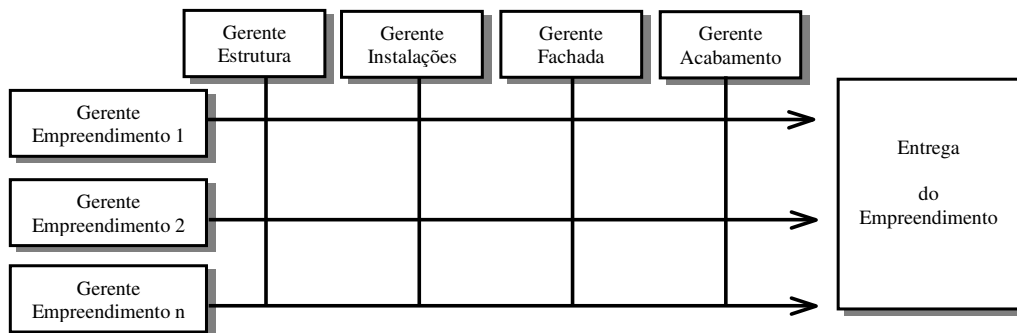 Gerente
Estrutura
Gerente
Instalações
Gerente
Fachada
Gerente
Acabamento
Gerente
Empreendimento 1
Gerente
Empreendimento 2
Gerente
Empreendimento n
Entrega
do
Empreendimento